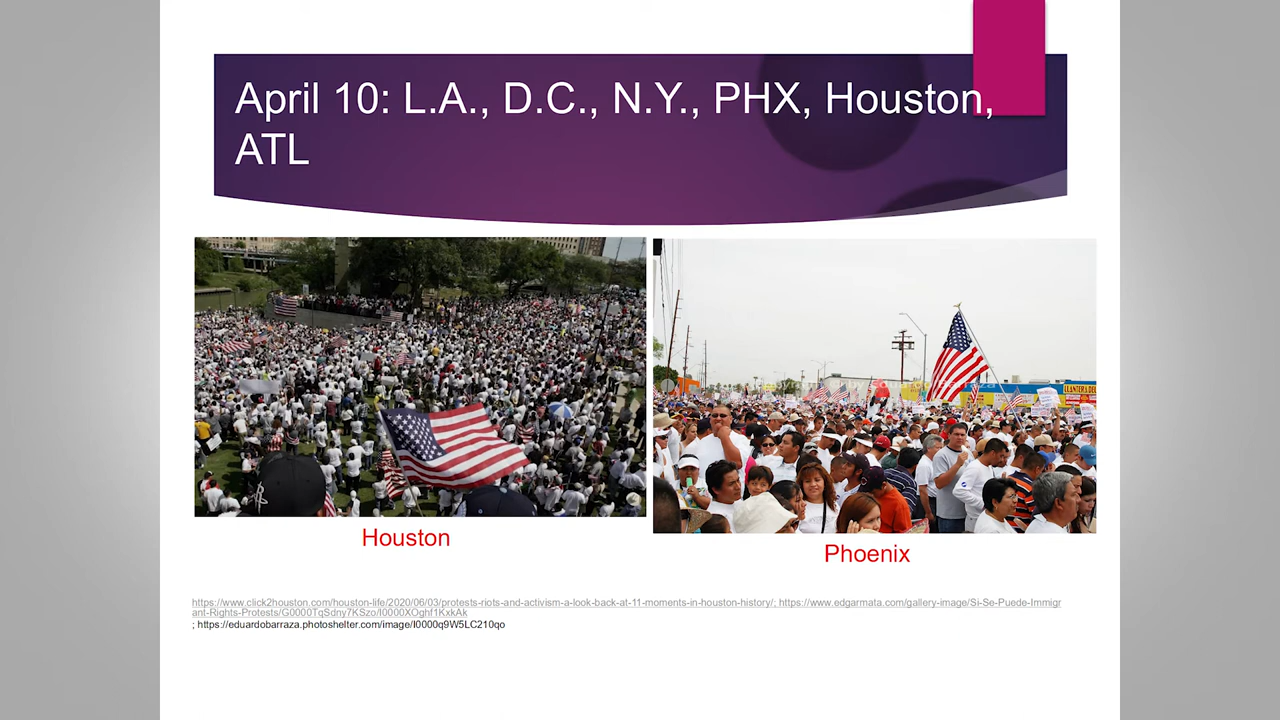 April 10: L.A., D.C., N.Y., PHX, Houston,
ATL
LLANTERA DEL
Houston
Phoenix
https://www.click2houston.com/houston-life/2020/06/03/protests-riots-and-activism-a-look-back-at-11-moments-in-houston-history/; https://www.edgarmata.com/gallery-image/Si-Se-Puede-Immigr
ant-Rights-Protests/G0000TqSdny7KSzo/I0000XOghf1KxkAk
; https://eduardobarraza.photoshelter.com/image/I0000q9W5LC210qo